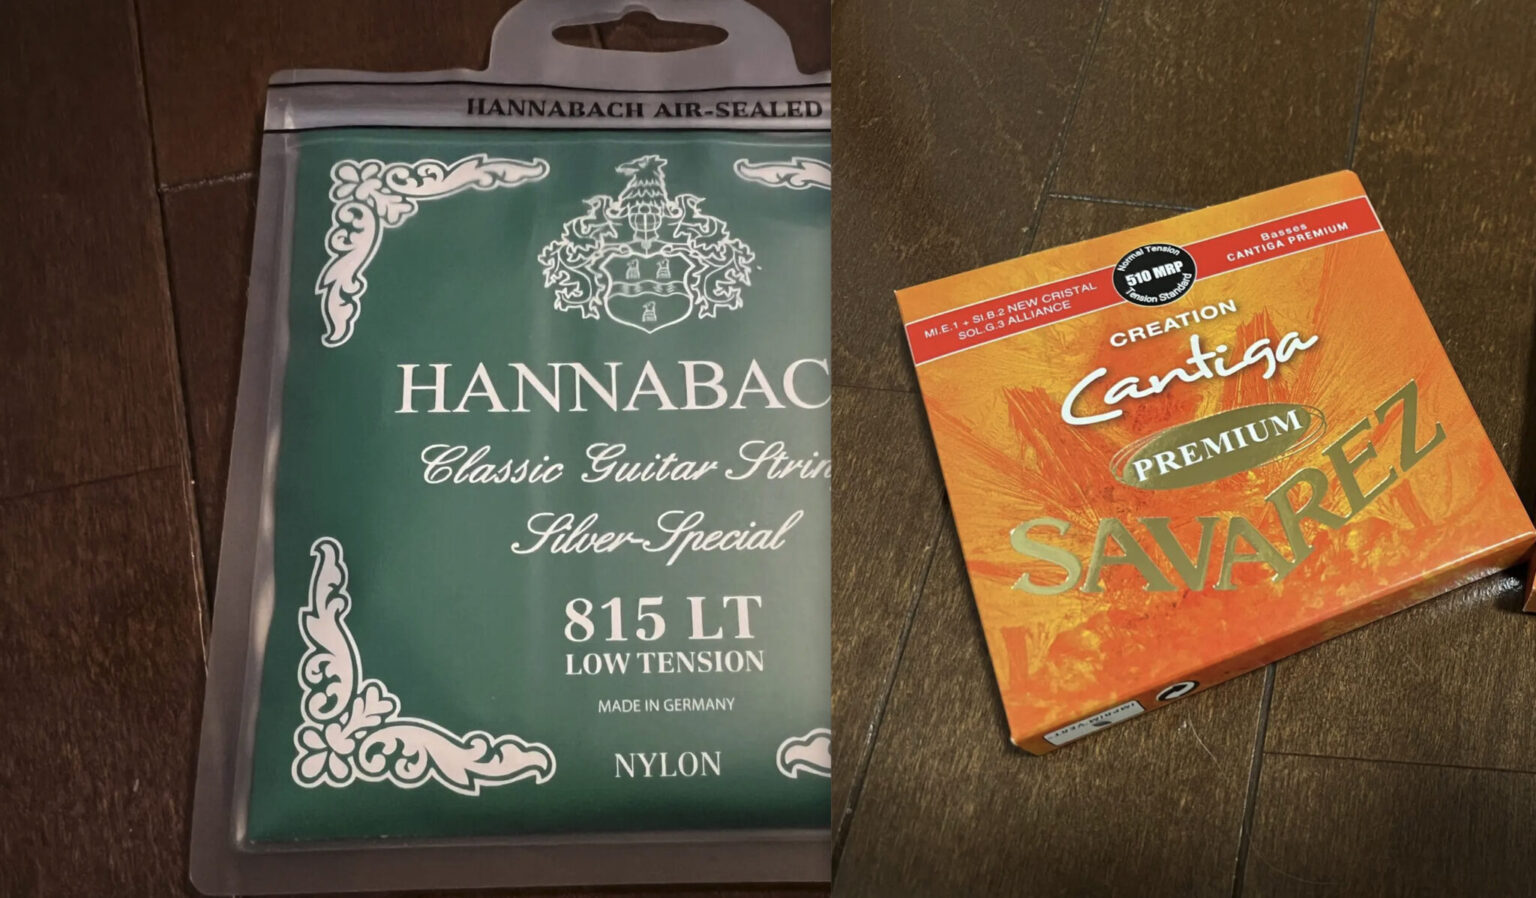 HANNABACH AIR-SEALED
HANNABAC
Classic Guitar Strin
Silver-Special
815 LT
LOW TENSION
MADE IN GERMANY
NYLON
MI.E.1 + SI.B.2 NEW CRISTAL
SOL.G.3 ALLIANCE
Normal Tension
510 MRP
Tension Standard
Basses
CANTIGA PREMIUM
CREATION
Cantiga
PREMIUM
SAVAREZ
IMPRIM'VERT